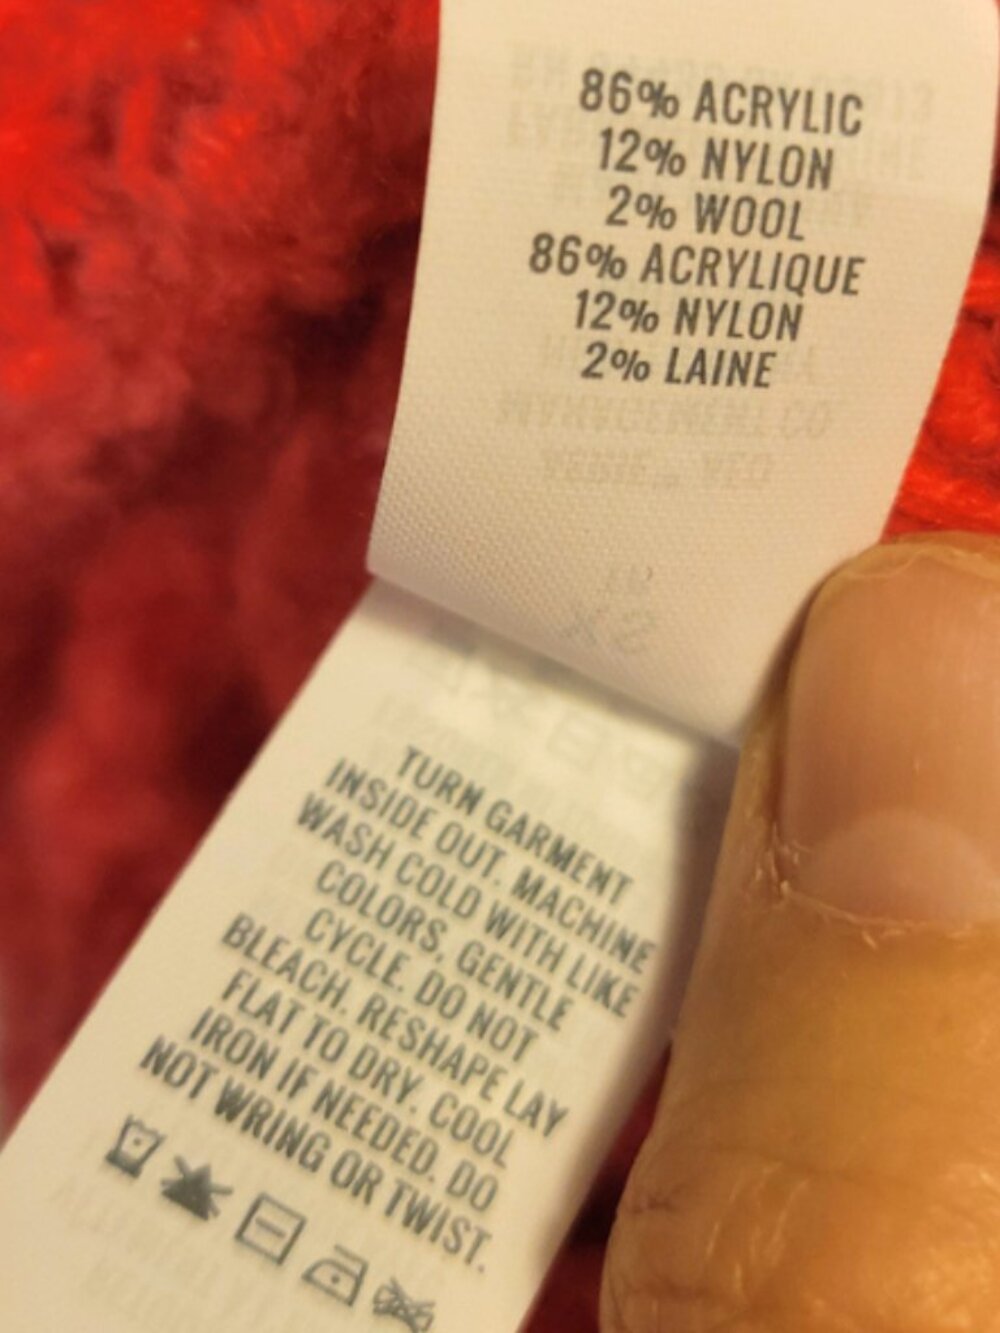 86% ACRYLIC
12% NYLON
2% WOOL
86% ACRYLIQUE
12% NYLON
2% LAINE
TURN GARMENT
INSIDE OUT. MACHINE
WASH COLD WITH LIKE
COLORS, GENTLE
CYCLE. DO NOT
BLEACH. RESHAPE LAY
FLAT TO DRY. COOL
IRON IF NEEDED. DO
NOT WRING OR TWIST.